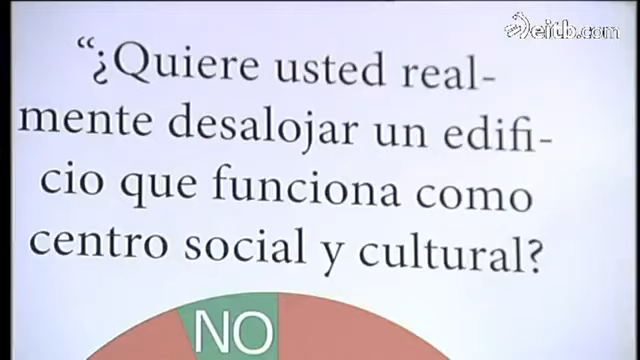 eitb.com
“¿Quiere usted real-
mente desalojar un edifi-
cio que funciona como
centro social y cultural?
NO